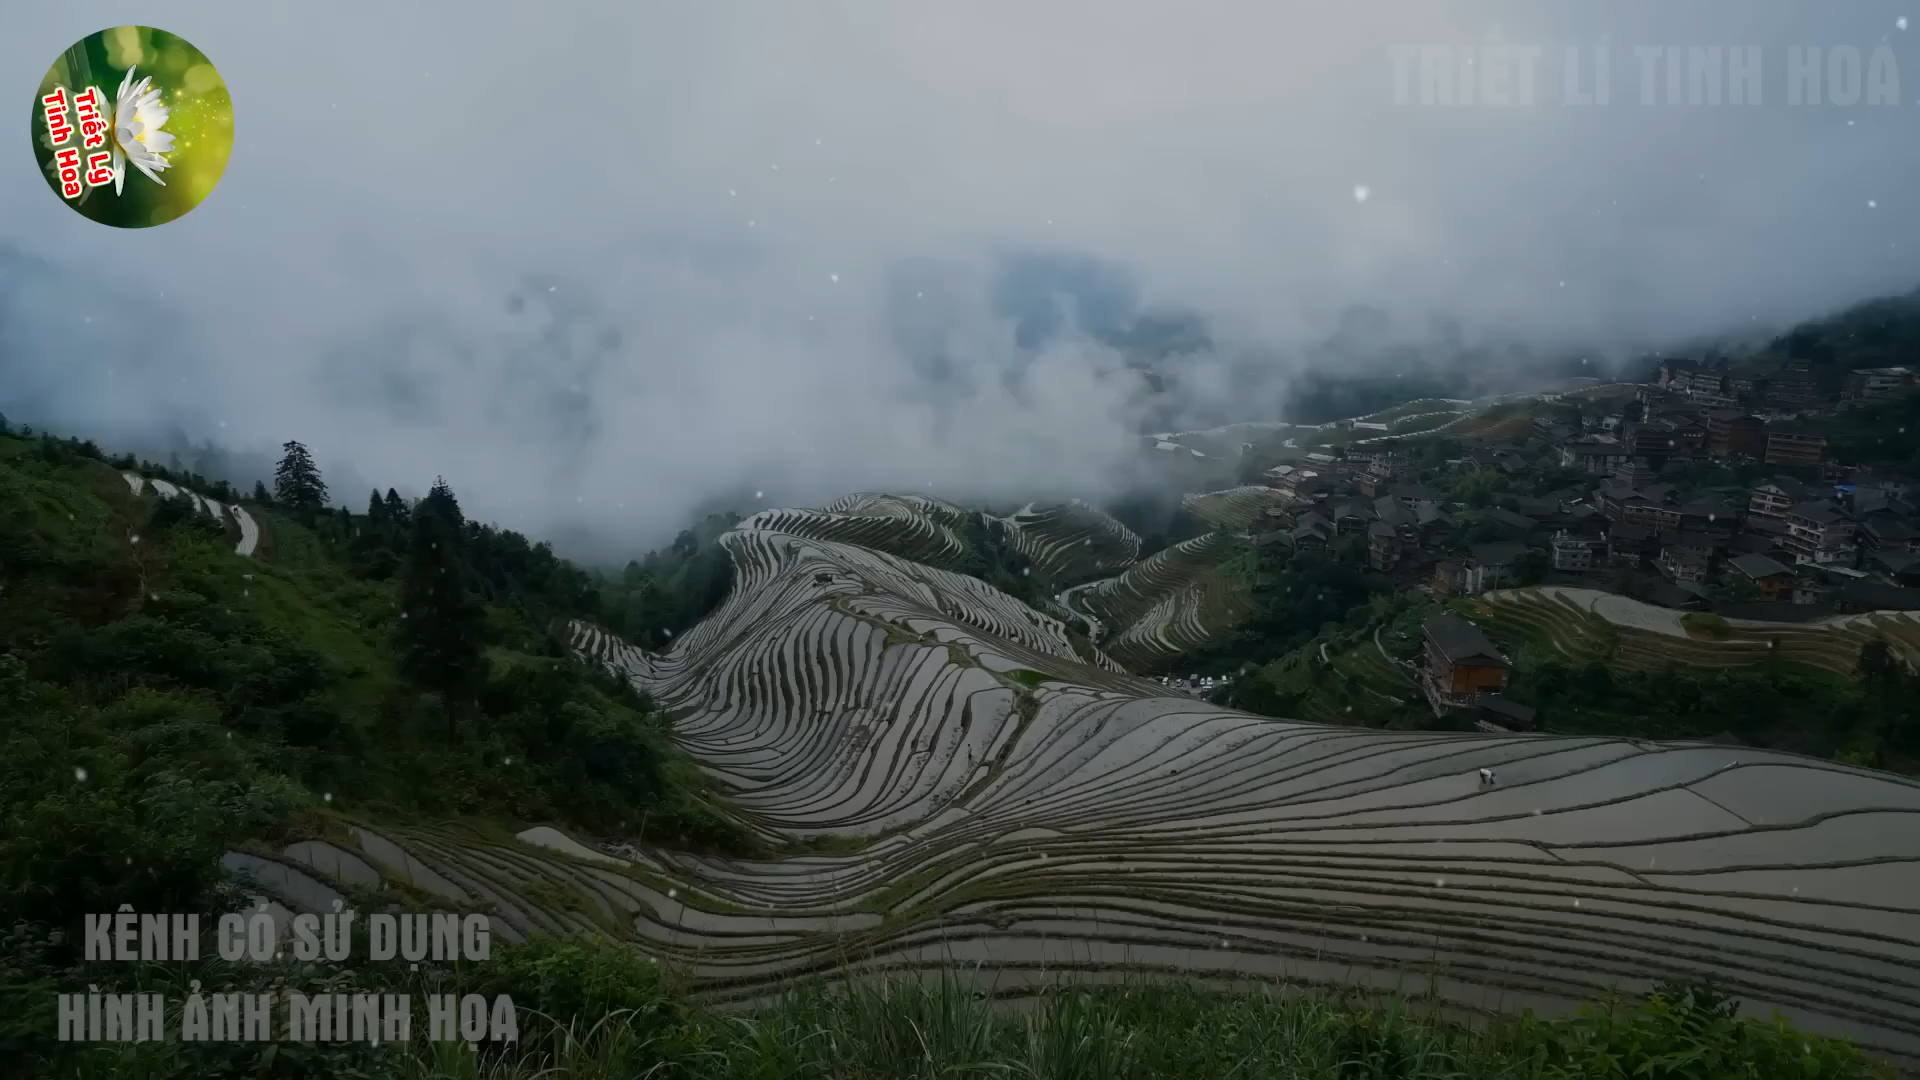 Triết Lý
Tinh Hoa
TRIẾT LÍ TINH HOA
KÊNH CÓ SỬ DỤNG
HÌNH ẢNH MINH HỌA